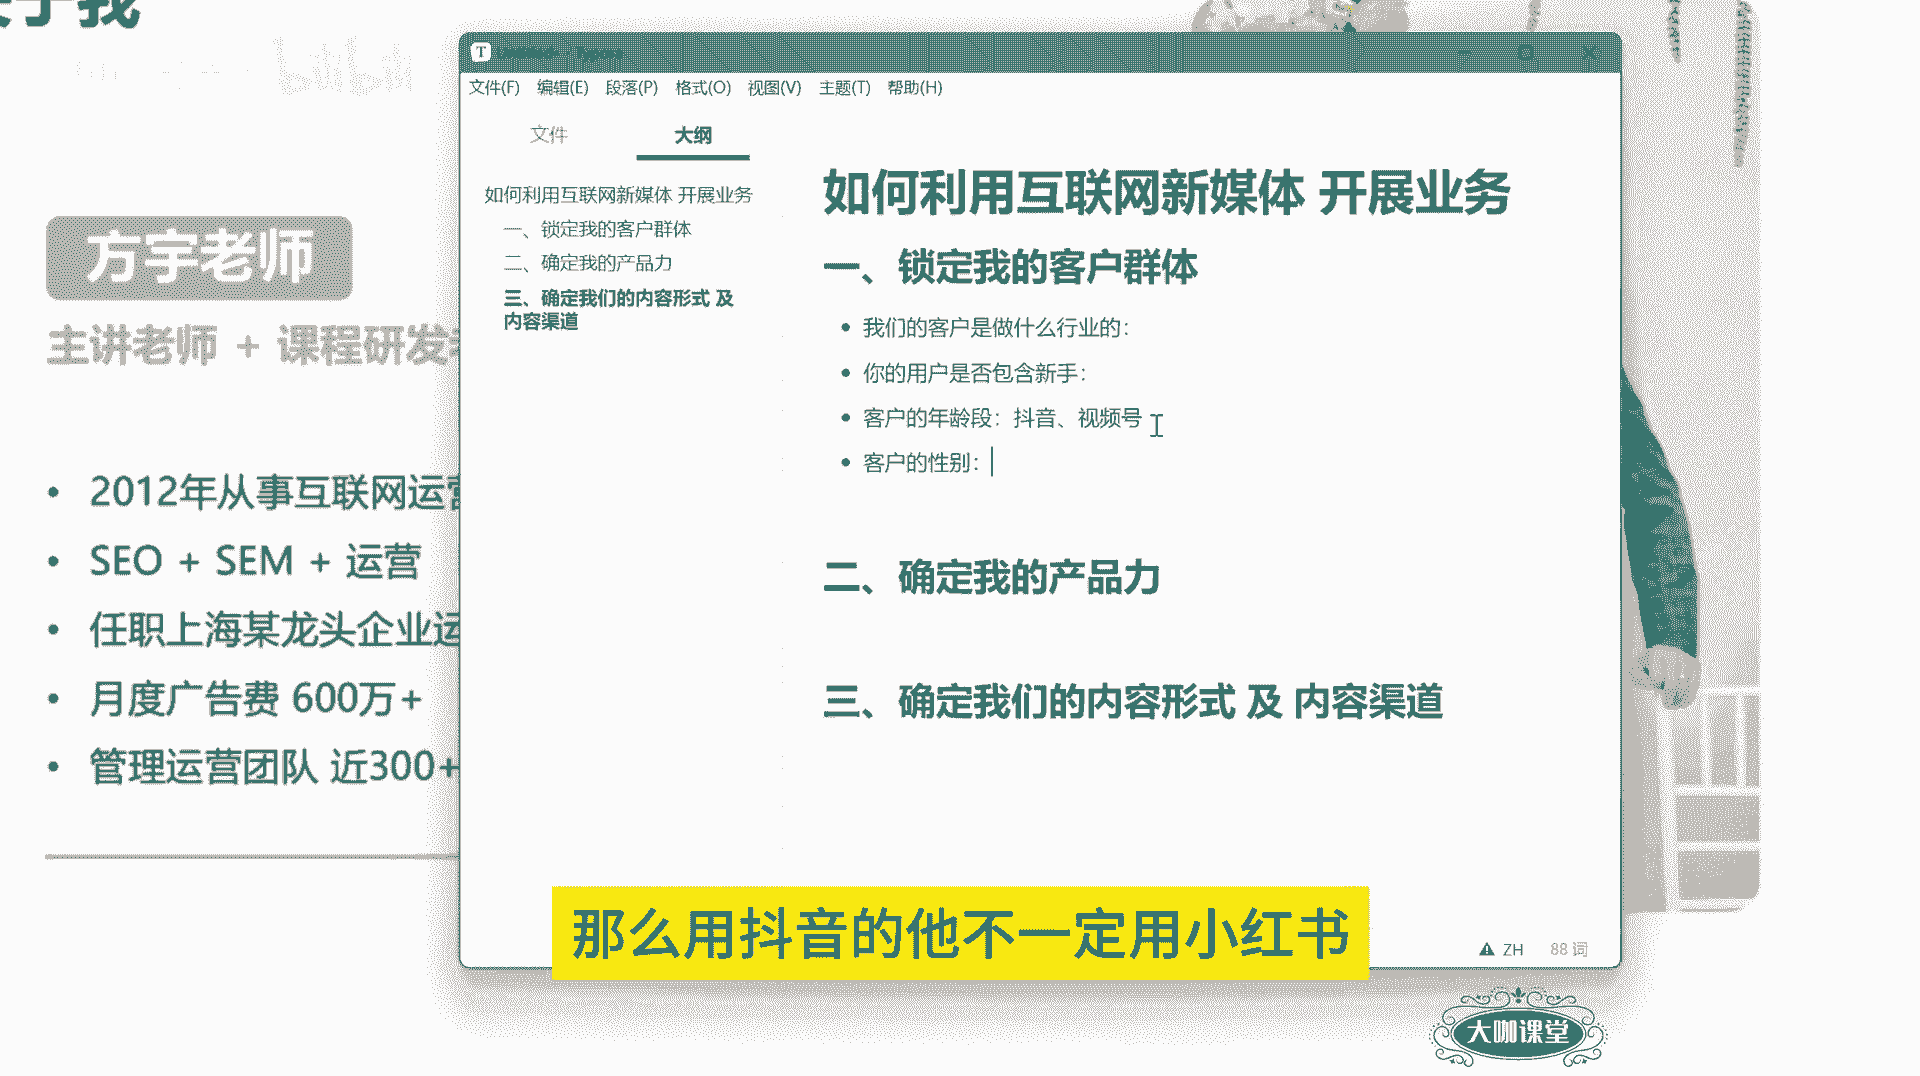 关于我
bilibili
方宇老师
主讲老师 + 课程研发
2012年从事互联网运营
SEO + SEM + 运营
任职上海某龙头企业运
月度广告费 600万+
管理运营团队 近300+
文件(F) 编辑(E) 段落(P) 格式(O) 视图(V) 主题(T) 帮助(H)
文件 大纲
如何利用互联网新媒体 开展业务
一、锁定我的客户群体
二、确定我的产品力
三、确定我们的内容形式 及
内容渠道
如何利用互联网新媒体 开展业务
一、锁定我的客户群体
我们的客户是做什么行业的:
你的用户是否包含新手:
客户的年龄段: 抖音、视频号
客户的性别:
二、确定我的产品力
三、确定我们的内容形式 及 内容渠道
那么用抖音的他不一定用小红书
ZH 88 词
大咖课堂